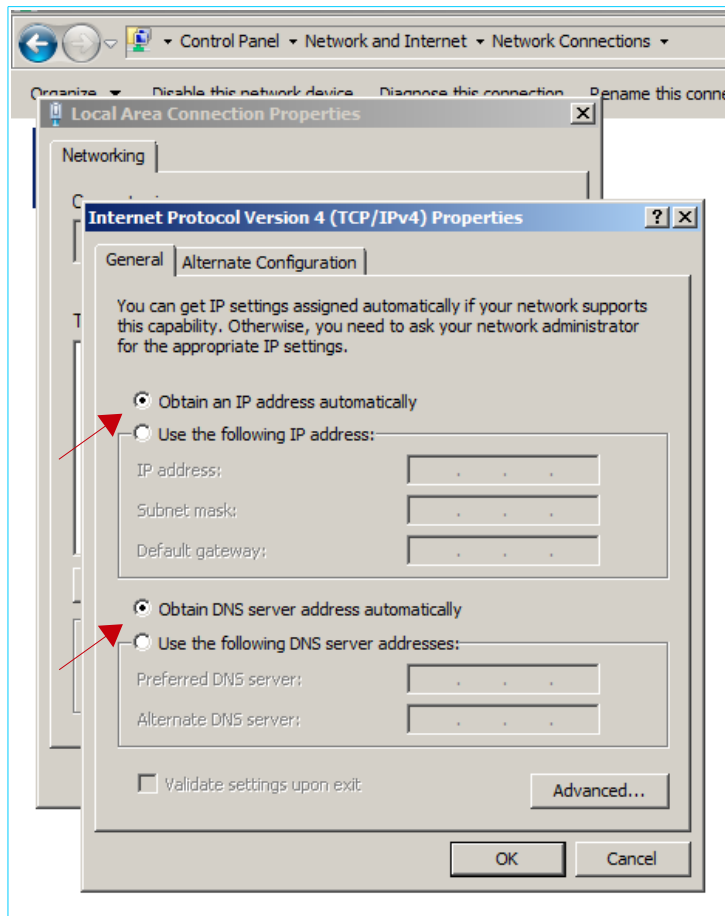 Control Panel Network and Internet Network Connections
Organize Disable this network device Diagnose this connection Rename this conne
Local Area Connection Properties
Networking
Internet Protocol Version 4 (TCP/IPv4) Properties
General Alternate Configuration
You can get IP settings assigned automatically if your network supports
this capability. Otherwise, you need to ask your network administrator
for the appropriate IP settings.
Obtain an IP address automatically
Use the following IP address:
IP address:
Subnet mask:
Default gateway:
Obtain DNS server address automatically
Use the following DNS server addresses:
Preferred DNS server:
Alternate DNS server:
Validate settings upon exit
Advanced...
OK Cancel